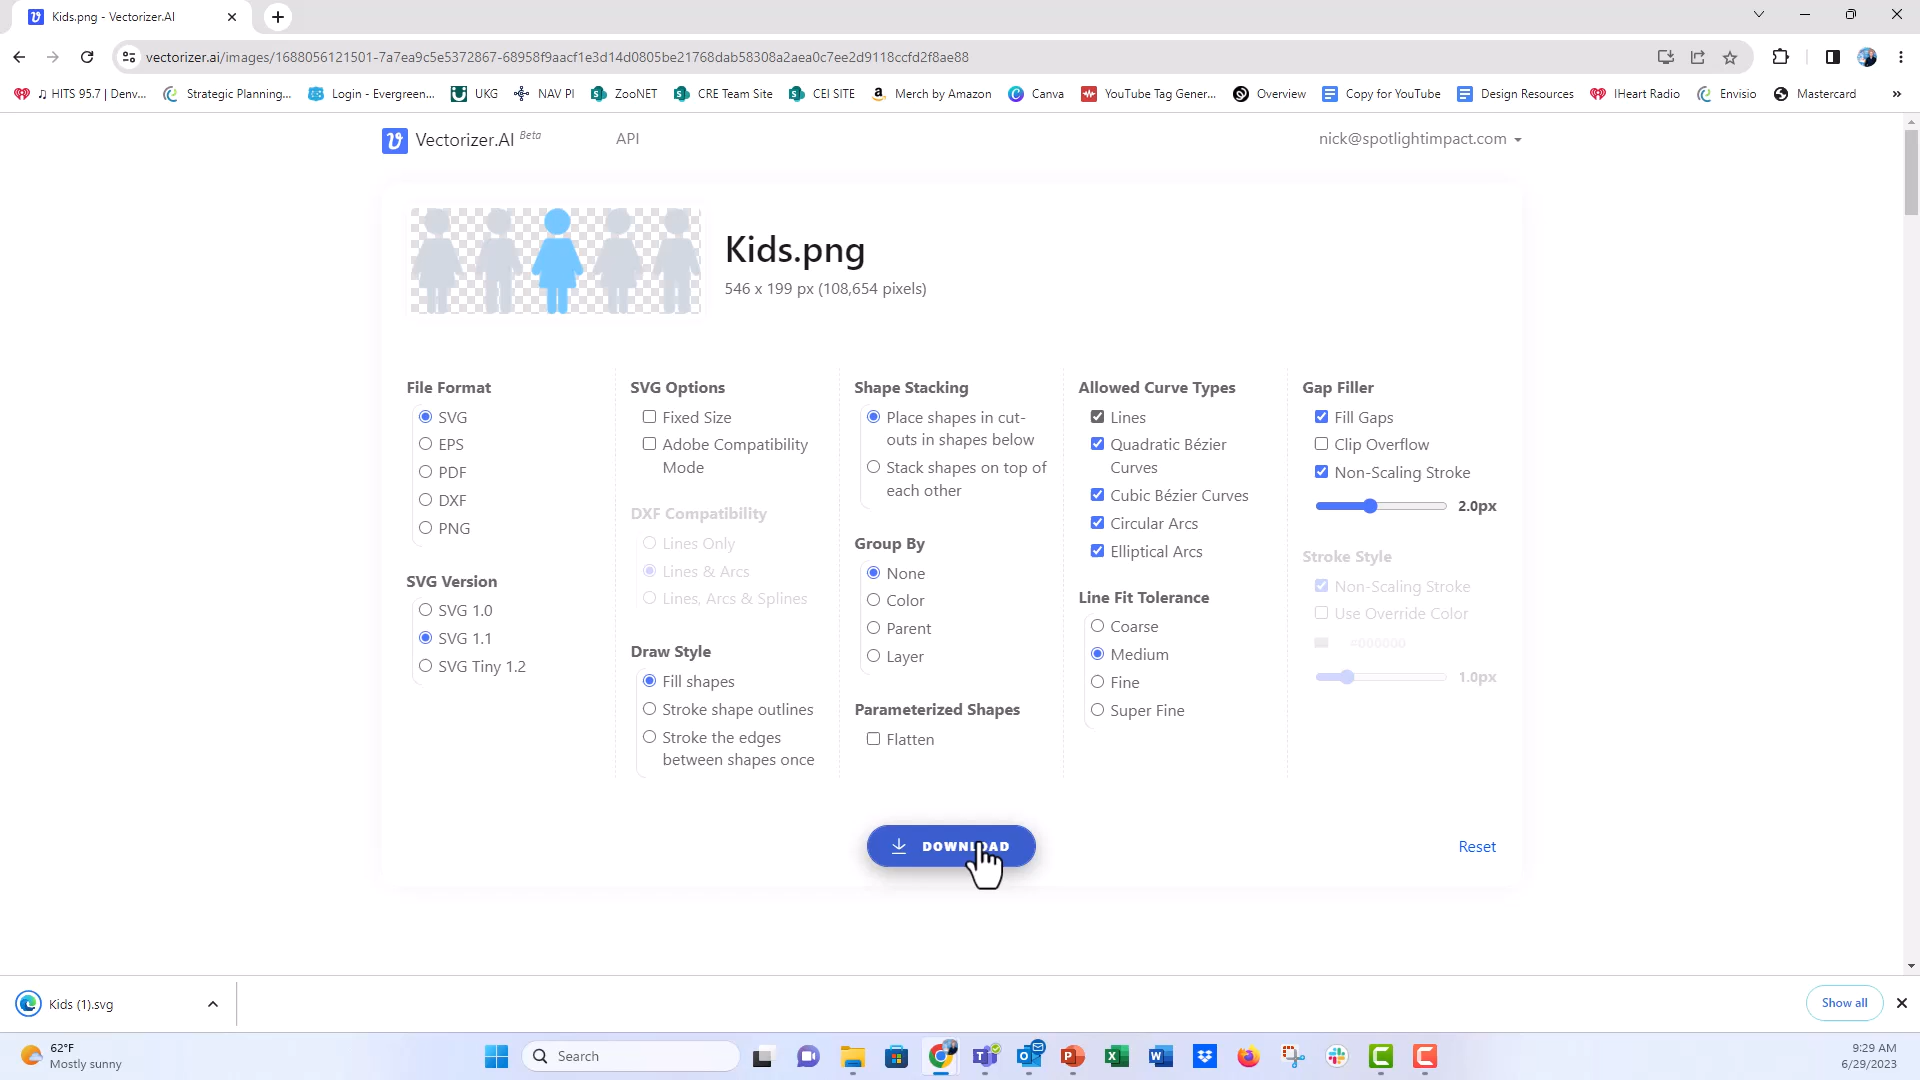 Kids.png - Vectorizer.AI
vectorizer.ai/images/1688056121501-7a7ea9c5e5372867-68958f9aacf1e3d14d0805be21768dab58308a2aea0c7ee2d9118ccfd2f8ae88
♫ HITS 95.7 | Denv...
Strategic Planning...
Login - Evergreen...
UKG
NAV PI
ZooNET
CRE Team Site
CEI SITE
Merch by Amazon
Canva
YouTube Tag Gener...
Overview
Copy for YouTube
Design Resources
IHeart Radio
Envisio
Mastercard
»
Vectorizer.AI Beta
API
nick@spotlightimpact.com
Kids.png
546 x 199 px (108,654 pixels)
File Format
SVG
EPS
PDF
DXF
PNG
SVG Version
SVG 1.0
SVG 1.1
SVG Tiny 1.2
SVG Options
Fixed Size
Adobe Compatibility
Mode
DXF Compatibility
Lines Only
Lines & Arcs
Lines, Arcs & Splines
Draw Style
Fill shapes
Stroke shape outlines
Stroke the edges
between shapes once
Shape Stacking
Place shapes in cut-
outs in shapes below
Stack shapes on top of
each other
Group By
None
Color
Parent
Layer
Parameterized Shapes
Flatten
Allowed Curve Types
Lines
Quadratic Bézier
Curves
Cubic Bézier Curves
Circular Arcs
Elliptical Arcs
Line Fit Tolerance
Coarse
Medium
Fine
Super Fine
Gap Filler
Fill Gaps
Clip Overflow
Non-Scaling Stroke
2.0px
Stroke Style
Non-Scaling Stroke
Use Override Color
#000000
1.0px
DOWNLOAD
Reset
Kids (1).svg
Show all
62°F
Mostly sunny
Search
9:29 AM
6/29/2023